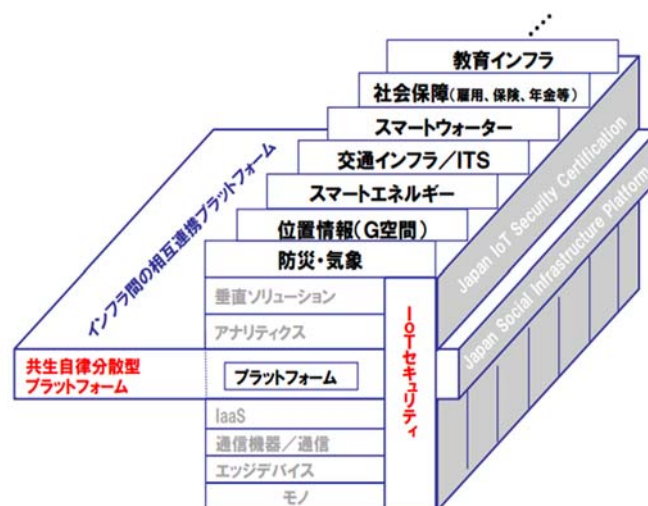 教育インフラ
社会保障(雇用、保険、年金等)
スマートウォーター
交通インフラ/ITS
スマートエネルギー
位置情報(G空間)
防災・気象
インフラ間の相互連携プラットフォーム
Japan IoT Security Certification
Japan Social Infrastructure Platform
垂直ソリューション
アナリティクス
共生自律分散型
プラットフォーム
プラットフォーム
IoTセキュリティ
IaaS
通信機器/通信
エッジデバイス
モノ